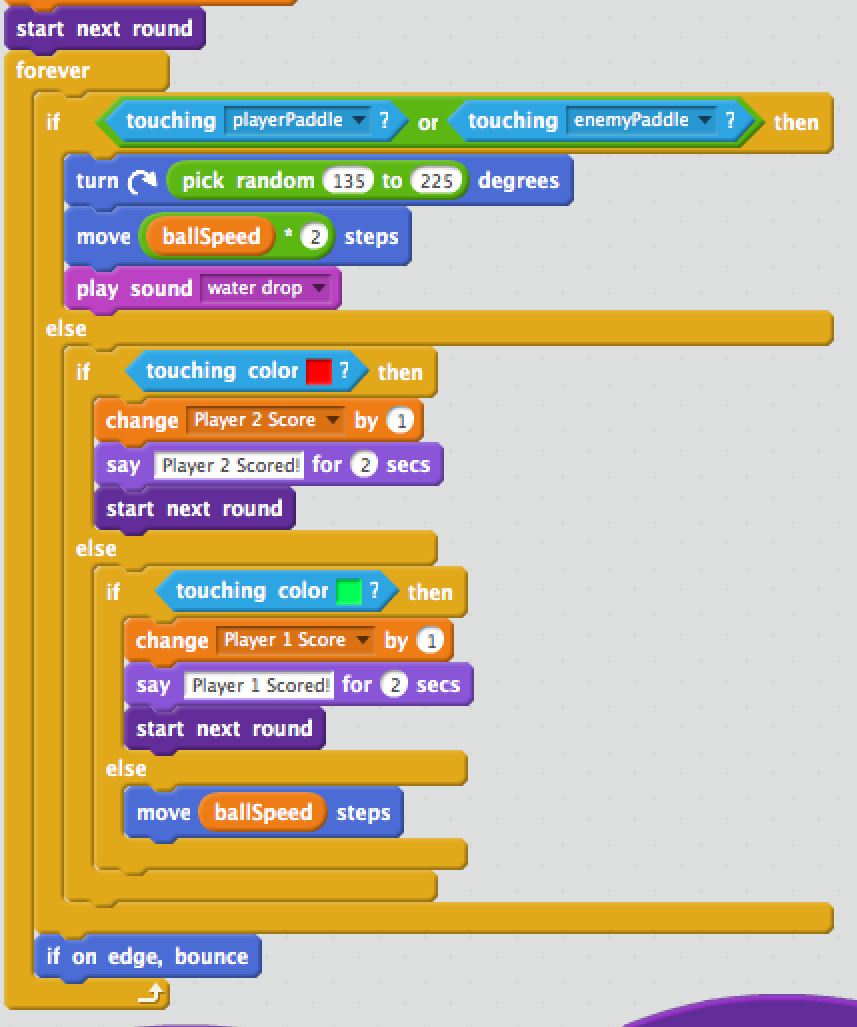 start next round
forever
if touching playerPaddle ? or touching enemyPaddle ? then
turn pick random 135 to 225 degrees
move ballSpeed * 2 steps
play sound water drop
else
if touching color ? then
change Player 2 Score by 1
say Player 2 Scored! for 2 secs
start next round
else
if touching color ? then
change Player 1 Score by 1
say Player 1 Scored! for 2 secs
start next round
else
move ballSpeed steps
if on edge, bounce